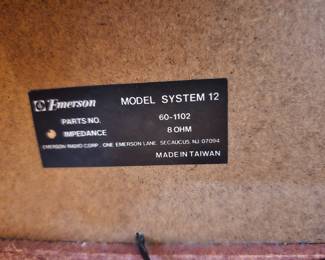 Emerson MODEL SYSTEM 12
PARTS NO. 60-1102
IMPEDANCE 8 OHM
EMERSON RADIO CORP. ONE EMERSON LANE, SECAUCUS, NJ 07094
MADE IN TAIWAN